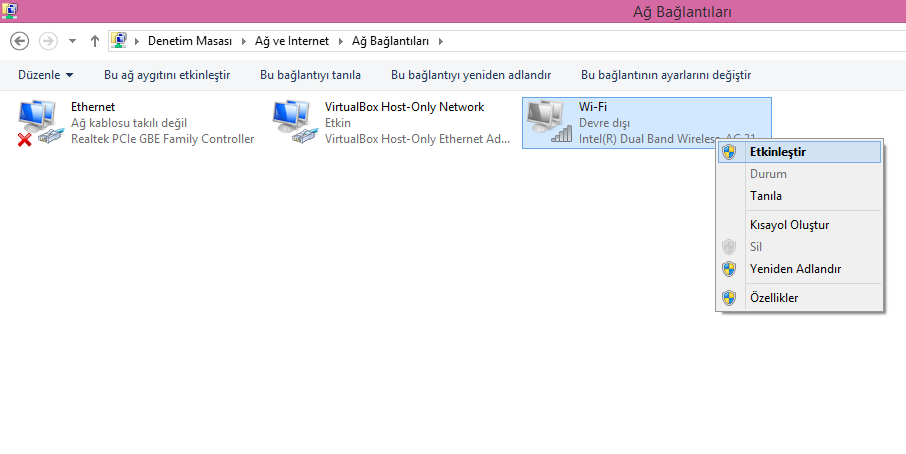 Ağ Bağlantıları
Denetim Masası Ağ ve Internet Ağ Bağlantıları
Düzenle Bu ağ aygıtını etkinleştir Bu bağlantıyı tanıla Bu bağlantıyı yeniden adlandır Bu bağlantının ayarlarını değiştir
Ethernet
Ağ kablosu takılı değil
Realtek PCIe GBE Family Controller
VirtualBox Host-Only Network
Etkin
VirtualBox Host-Only Ethernet Ad...
Wi-Fi
Devre dışı
Intel(R) Dual Band Wireless-AC 31
Etkinleştir
Durum
Tanıla
Kısayol Oluştur
Sil
Yeniden Adlandır
Özellikler